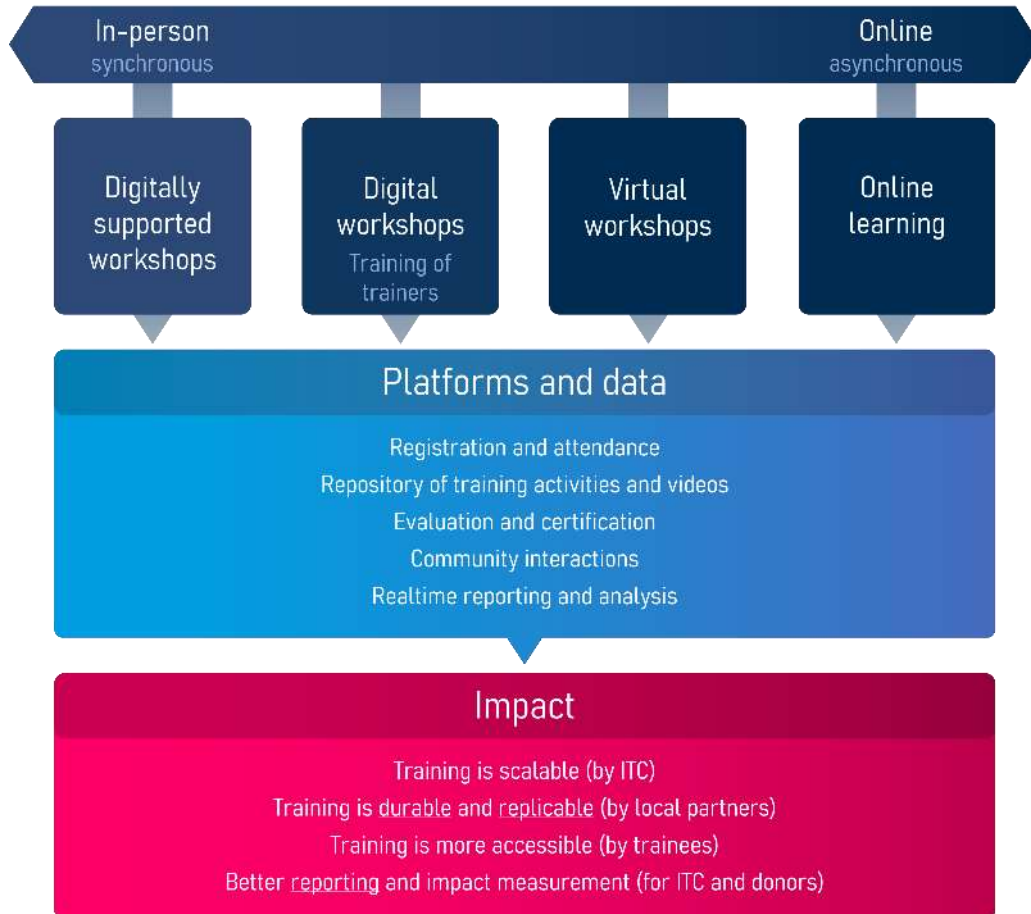 In-person
synchronous
Online
asynchronous
Digitally
supported
workshops
Digital
workshops
Training of
trainers
Virtual
workshops
Online
learning
Platforms and data
Registration and attendance
Repository of training activities and videos
Evaluation and certification
Community interactions
Realtime reporting and analysis
Impact
Training is scalable (by ITC)
Training is durable and replicable (by local partners)
Training is more accessible (by trainees)
Better reporting and impact measurement (for ITC and donors)